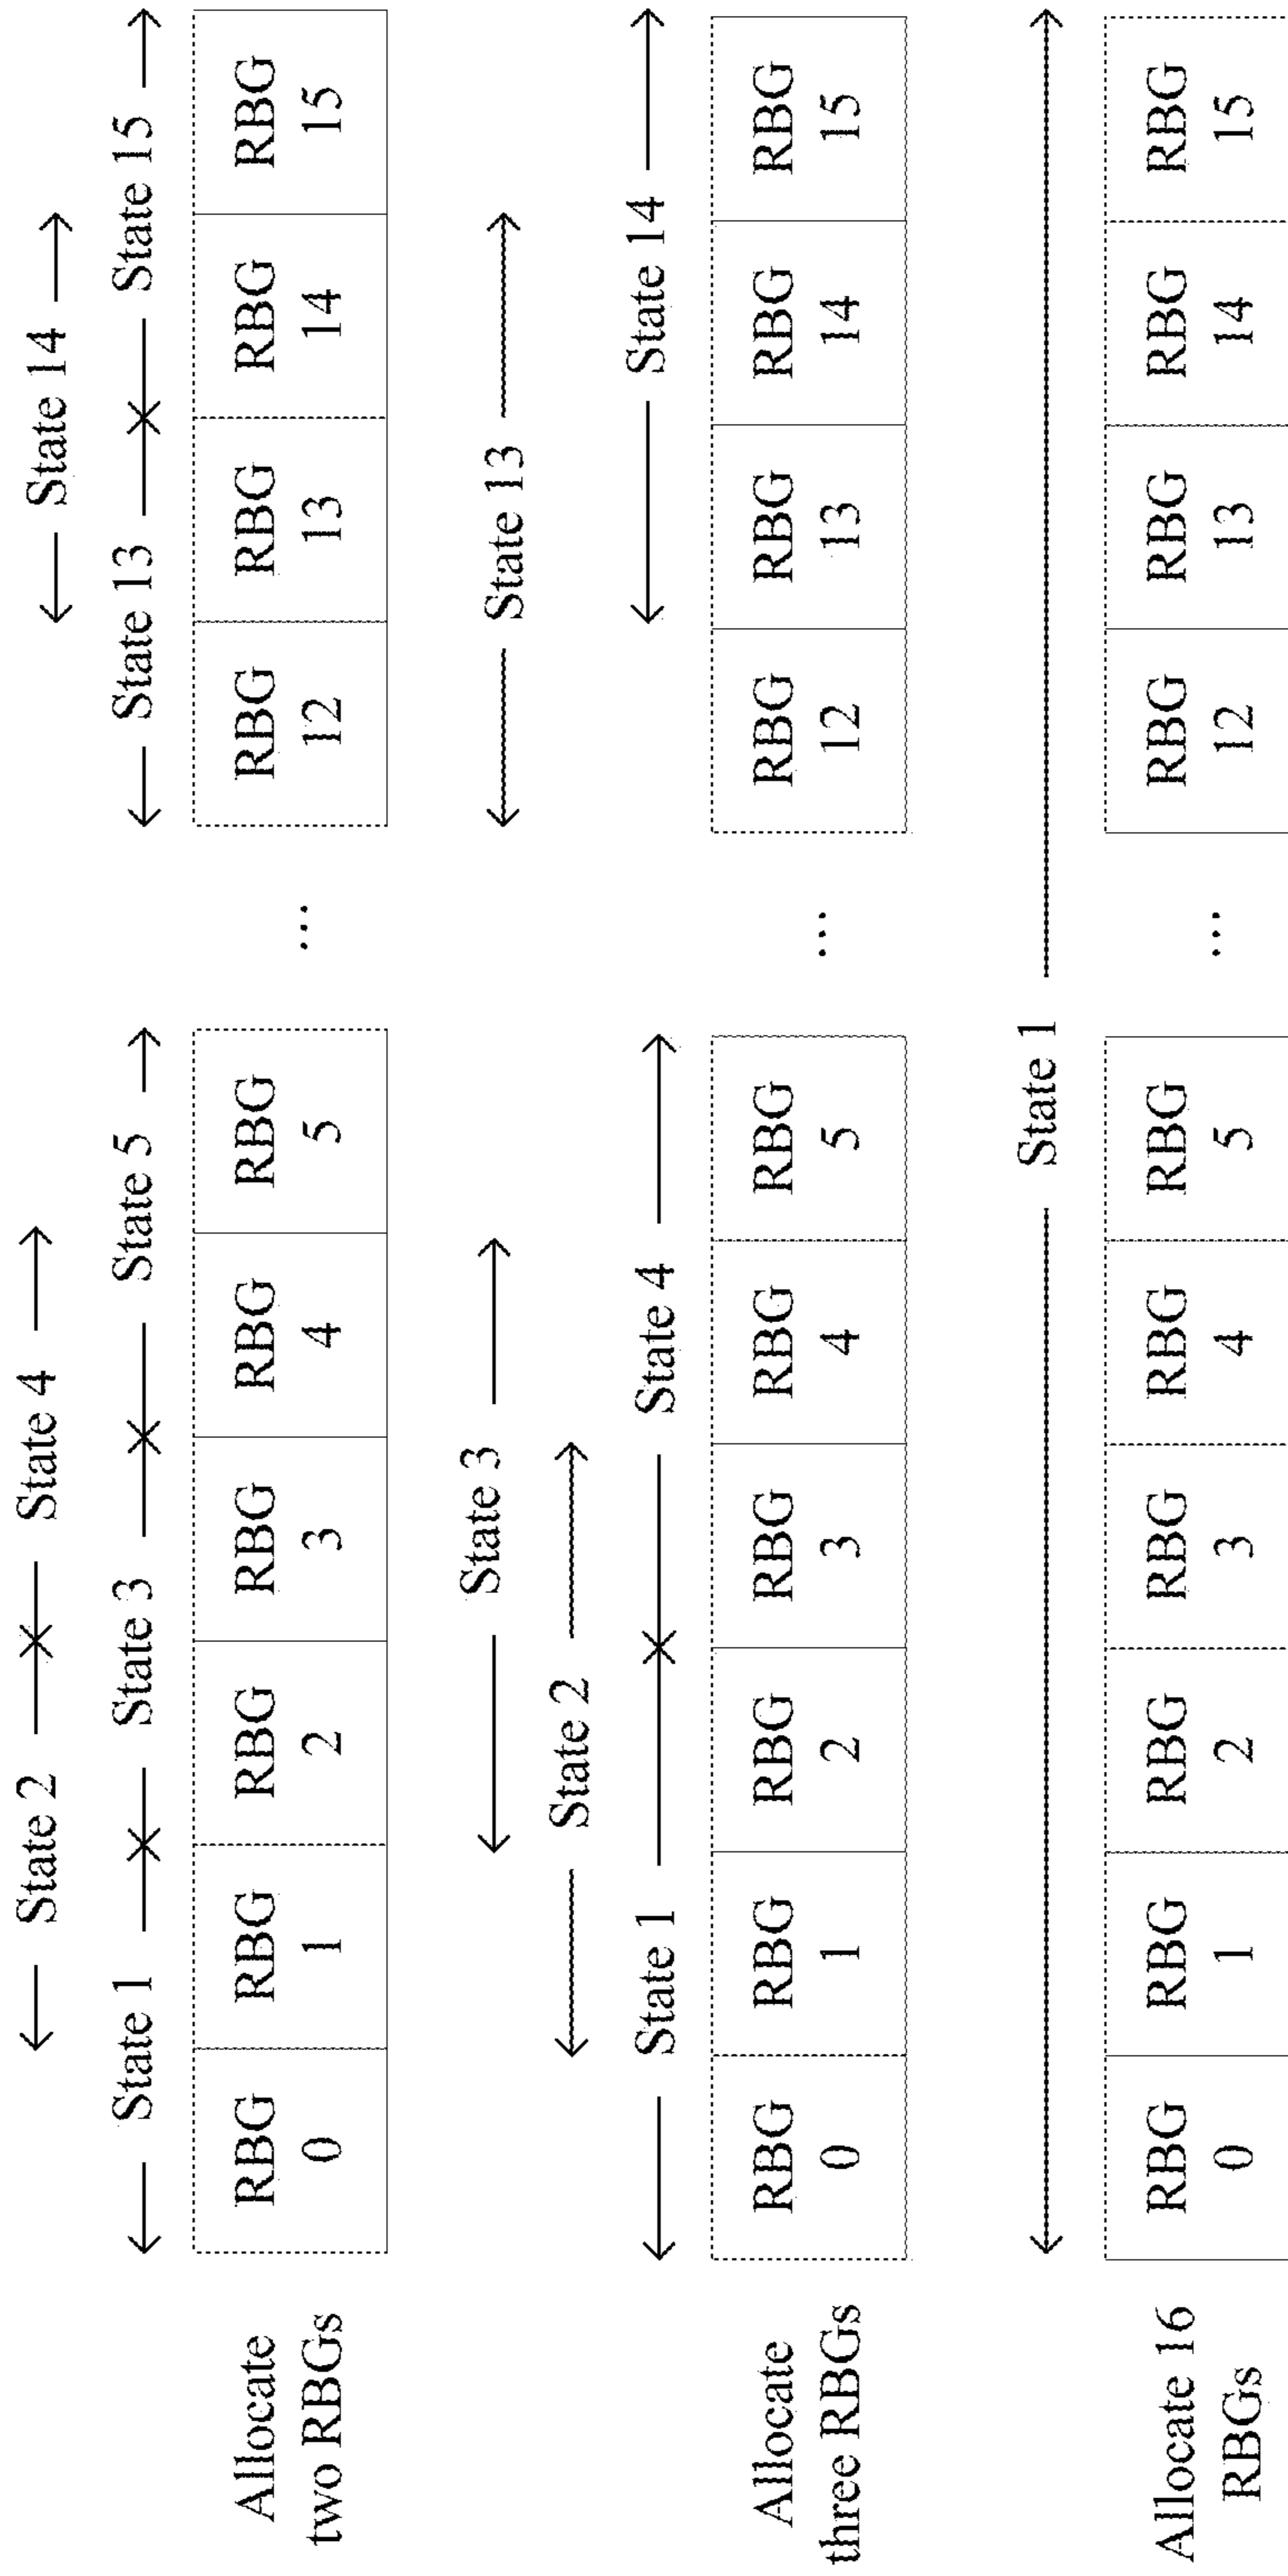 State 2 State 4 State 14
State 1 State 3 State 5 State 13 State 15
Allocate
two RBGs
RBG 0 RBG 1 RBG 2 RBG 3 RBG 4 RBG 5 ... RBG 12 RBG 13 RBG 14 RBG 15
State 3 State 13
State 2
State 1 State 4 State 14
Allocate
three RBGs
RBG 0 RBG 1 RBG 2 RBG 3 RBG 4 RBG 5 ... RBG 12 RBG 13 RBG 14 RBG 15
State 1
Allocate 16
RBGs
RBG 0 RBG 1 RBG 2 RBG 3 RBG 4 RBG 5 ... RBG 12 RBG 13 RBG 14 RBG 15